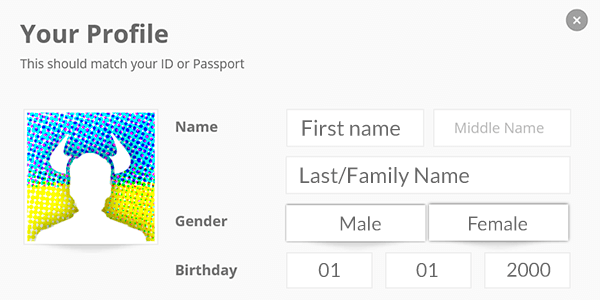 Your Profile
This should match your ID or Passport
Name
First name
Middle Name
Last/Family Name
Gender
Male
Female
Birthday
01
01
2000